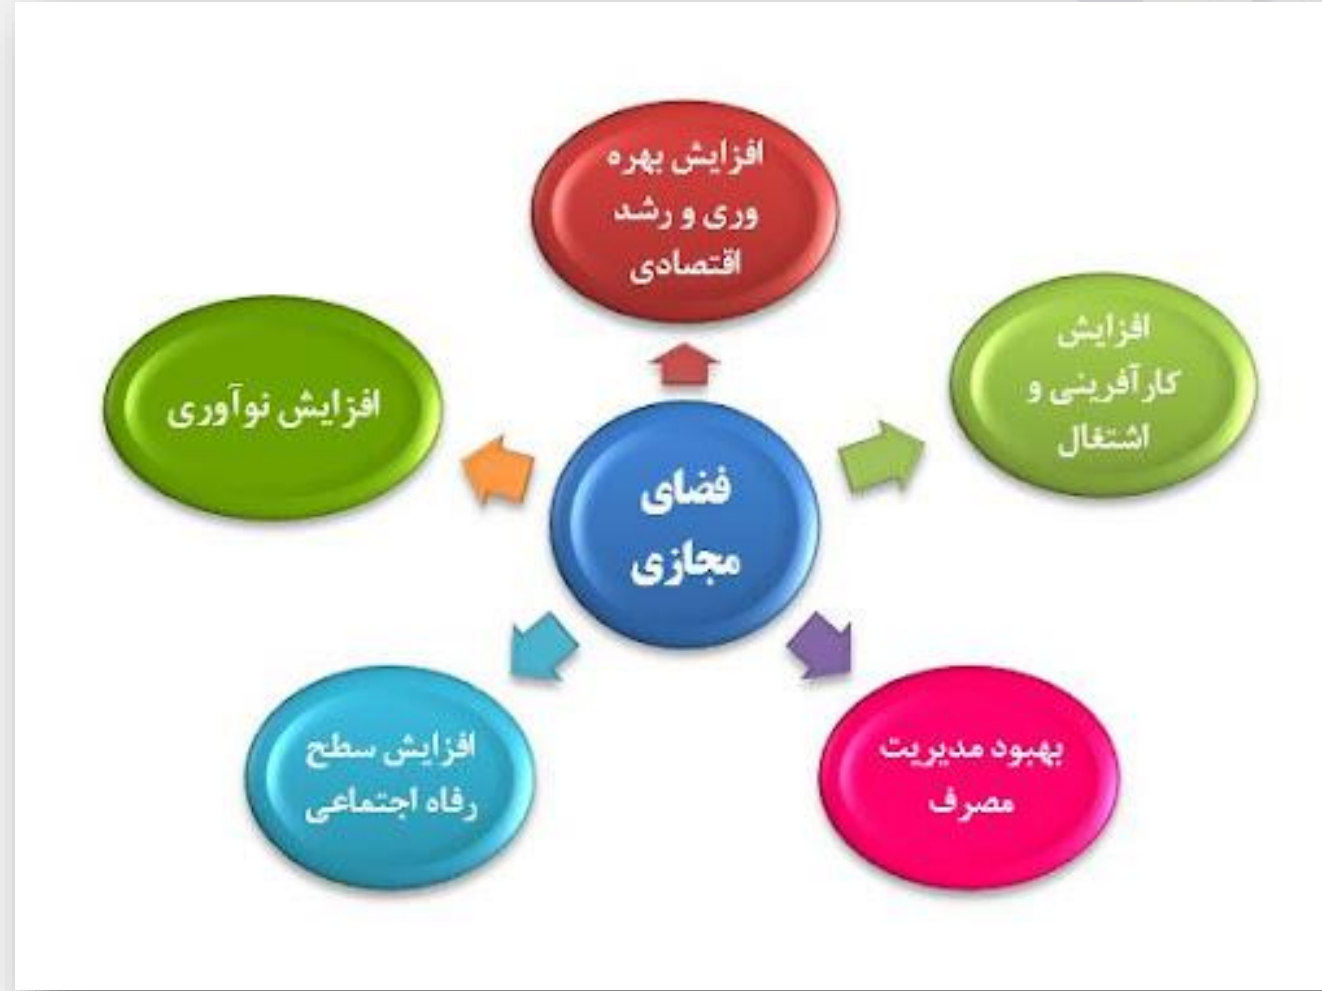 افزایش بهره
وری و رشد
اقتصادی
افزایش
کارآفرینی و
اشتغال
افزایش نوآوری
فضای
مجازی
بهبود مدیریت
مصرف
افزایش سطح
رفاه اجتماعی